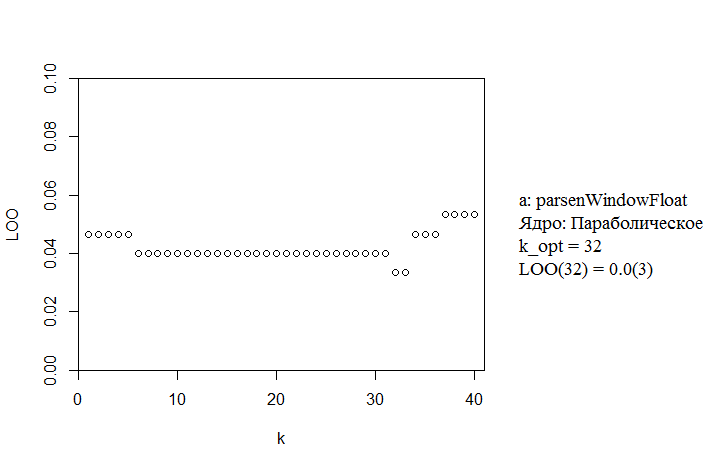 0.10
0.08
0.06
0.04
0.02
0.00
LOO
0 10 20 30 40
k
a: parsenWindowFloat
Ядро: Параболическое
k_opt = 32
LOO(32) = 0.0(3)